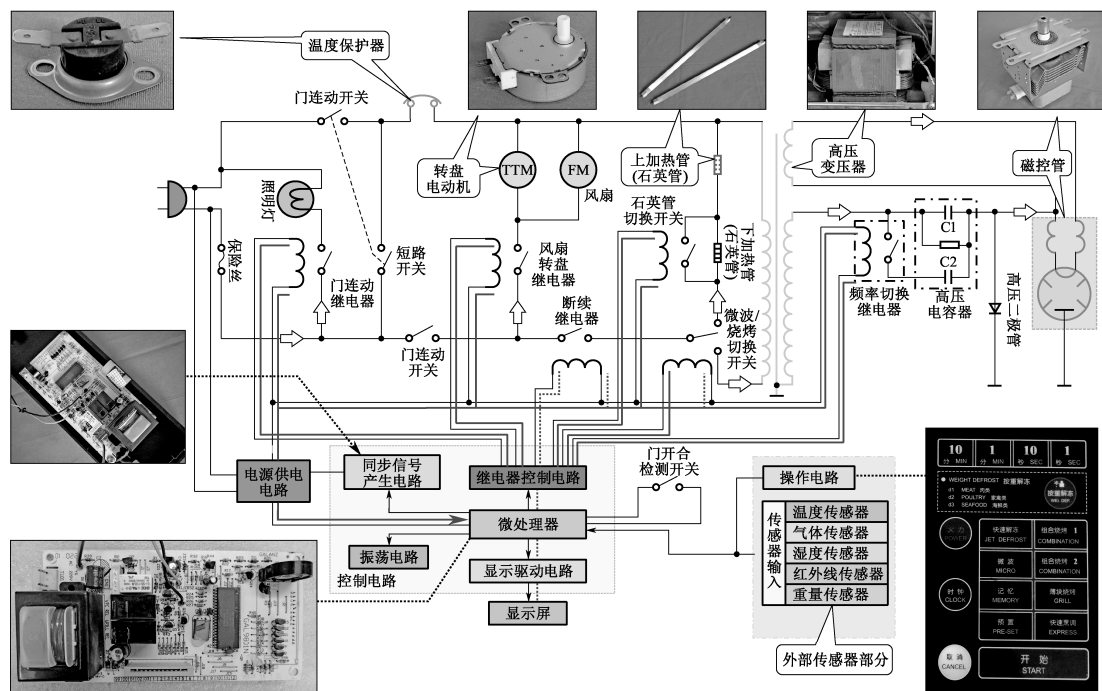 温度保护器
门连动开关
转盘
电动机
TTM
FM
风扇
上加热管
(石英管)
高压
变压器
磁控管
照明灯
石英管
切换开关
下加热管
(石英管)
C1
C2
保险丝
门连动
继电器
短路
开关
风扇
转盘
继电器
断续
继电器
门连动
开关
微波/
烧烤
切换
开关
频率切换
继电器
高压
电容器
高压二极管
电源供电
电路
同步信号
产生电路
继电器控制电路
门开合
检测开关
微处理器
振荡电路
控制电路
显示驱动电路
显示屏
操作电路
传感器输入
温度传感器
气体传感器
湿度传感器
红外线传感器
重量传感器
外部传感器部分
10 1 10 1
分 MIN 分 MIN 秒 SEC 秒 SEC
WEIGHT DEFROST 按重解冻
d1 MEAT 肉类
d2 POULTRY 家禽类
d3 SEAFOOD 海鲜类
按重解冻
WEI. DEF.
火力
POWER
快速解冻
JET DEFROST
组合烧烤 1
COMBINATION
微波
MICRO
组合烧烤 2
COMBINATION
时钟
CLOCK
记忆
MEMORY
薄块烧烤
GRILL
预置
PRE-SET
快速烹调
EXPRESS
取消
CANCEL
开始
START